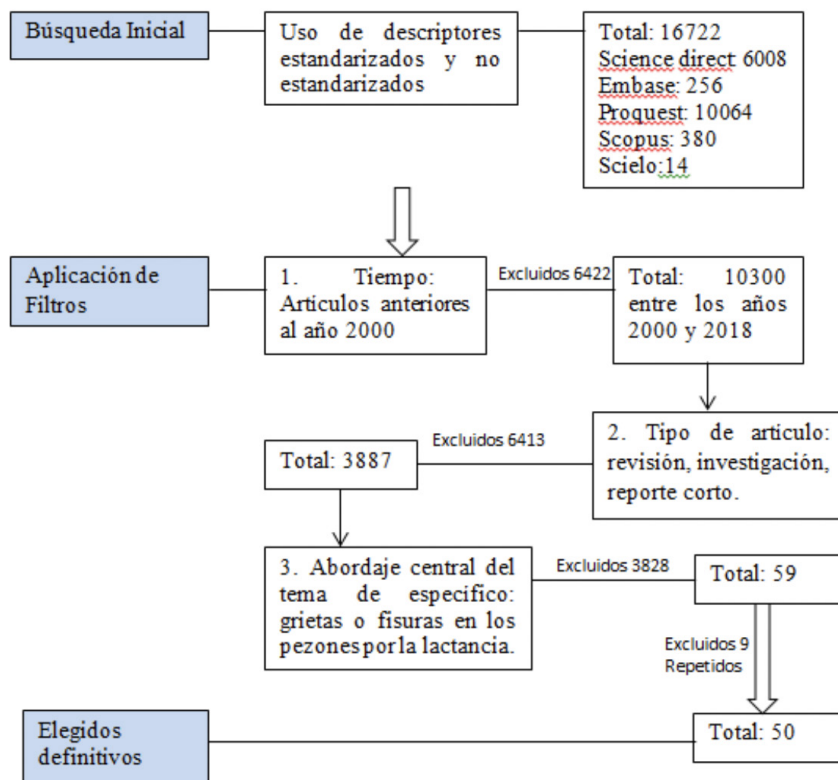 Búsqueda Inicial
Uso de descriptores
estandarizados y no
estandarizados
Total: 16722
Science direct: 6008
Embase: 256
Proquest: 10064
Scopus: 380
Scielo:14
Aplicación de
Filtros
1. Tiempo:
Artículos anteriores
al año 2000
Excluidos 6422
Total: 10300
entre los años
2000 y 2018
2. Tipo de artículo:
revisión, investigación,
reporte corto.
Excluidos 6413
Total: 3887
3. Abordaje central del
tema de específico:
grietas o fisuras en los
pezones por la lactancia.
Excluidos 3828
Total: 59
Excluidos 9
Repetidos
Elegidos
definitivos
Total: 50